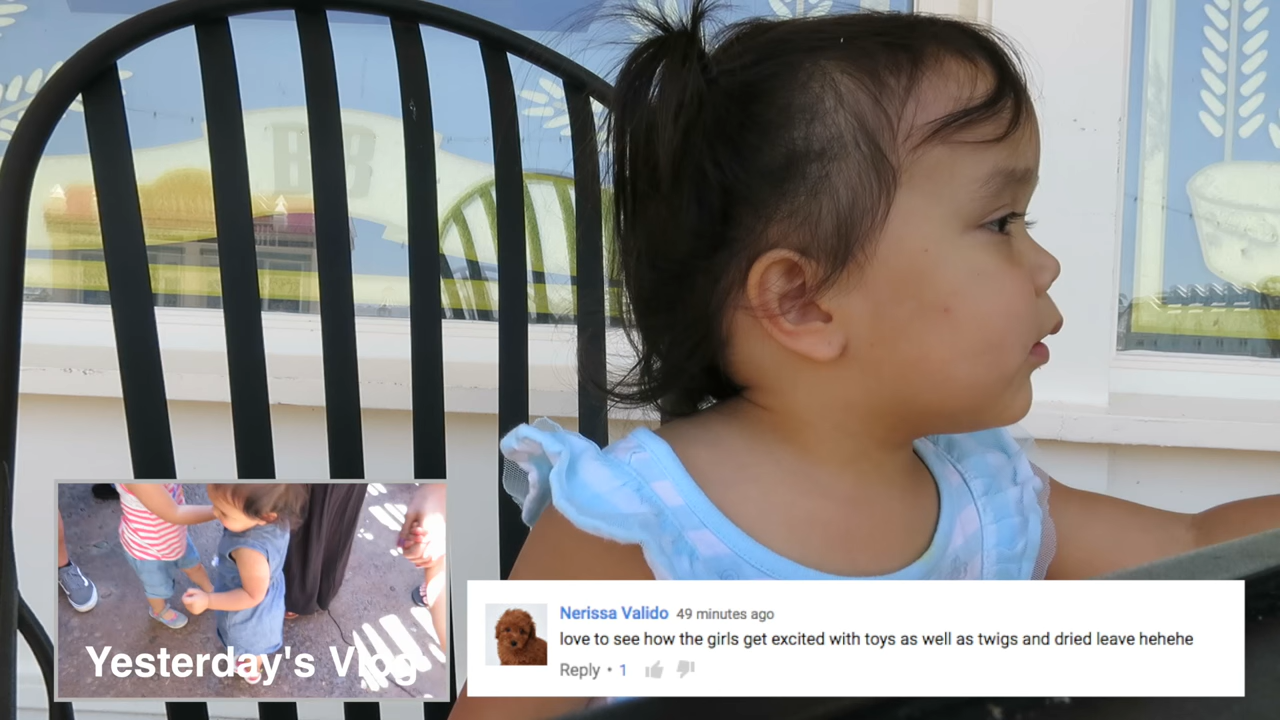 BB
Yesterday's Vlog
Nerissa Valido 49 minutes ago
love to see how the girls get excited with toys as well as twigs and dried leave hehehe
Reply • 1